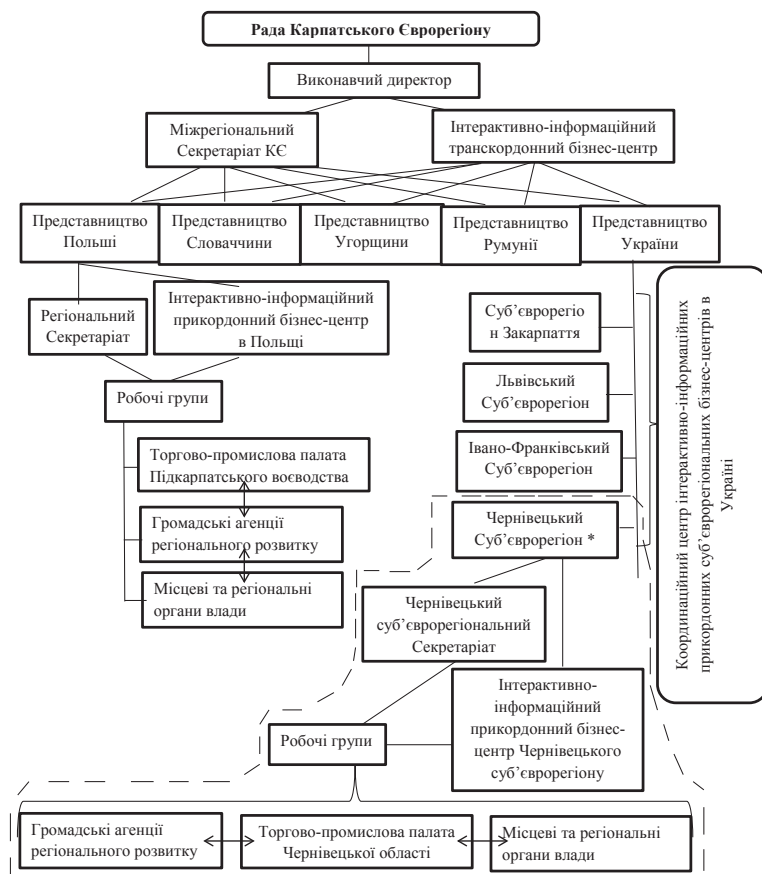 Рада Карпатського Єврорегіону
Виконавчий директор
Міжрегіональний
Секретаріат КЄ
Інтерактивно-інформаційний
транскордонний бізнес-центр
Представництво
Польші
Представництво
Словаччини
Представництво
Угорщини
Представництво
Румунії
Представництво
України
Регіональний
Секретаріат
Інтерактивно-інформаційний
прикордонний бізнес-центр
в Польщі
Робочі групи
Торгово-промислова палата
Підкарпатського воєводства
Громадські агенції
регіонального розвитку
Місцеві та регіональні
органи влади
Суб’єврорегіо
н Закарпаття
Львівський
Суб’єврорегіон
Івано-Франківський
Суб’єврорегіон
Чернівецький
Суб’єврорегіон *
Координаційний центр інтерактивно-інформаційних
прикордонних суб’єврорегіональних бізнес-центрів в
Україні
Чернівецький
суб’єврорегіональний
Секретаріат
Інтерактивно-
інформаційний
прикордонний бізнес-
центр Чернівецького
суб’єврорегіону
Робочі групи
Громадські агенції
регіонального розвитку
Торгово-промислова палата
Чернівецької області
Місцеві та регіональні
органи влади